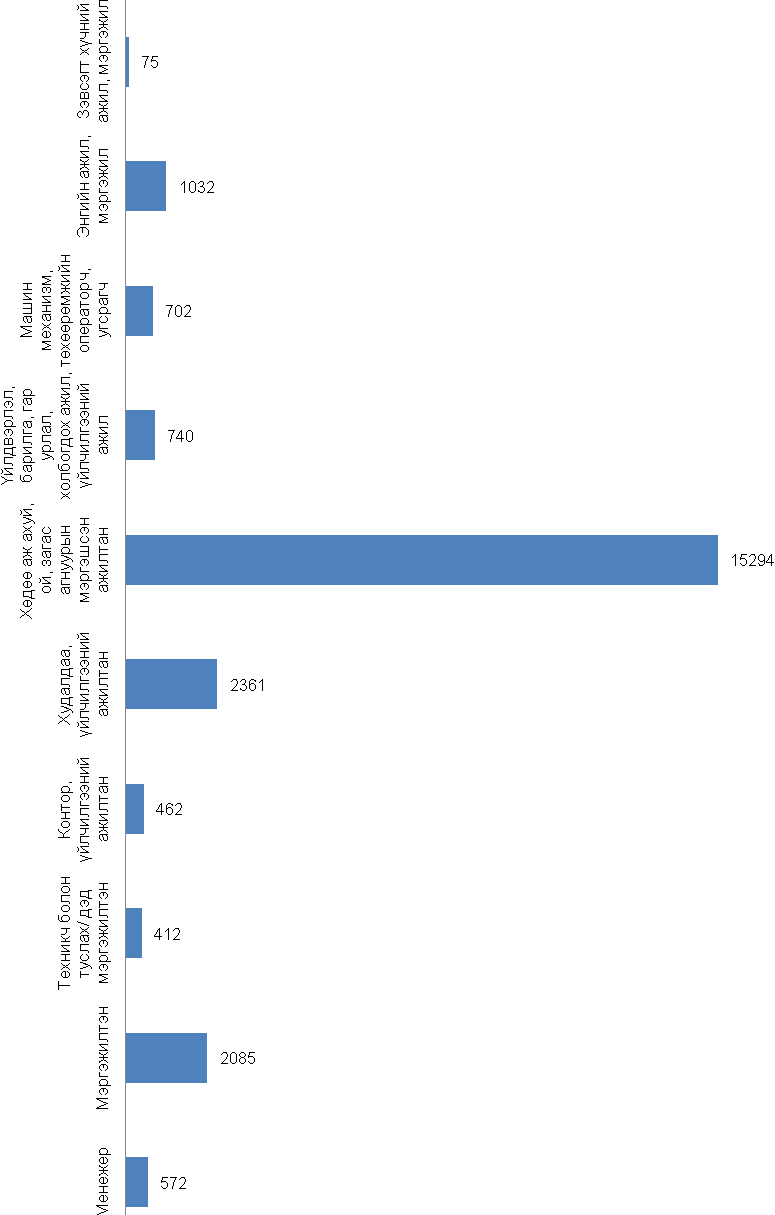 Зэвсэгт хүчний
ажил, мэргэжил
75
Энгийн ажил,
мэргэжил
1032
Машин
механизм,
төхөөрөмжийн
оператор ч,
угсрагч
702
Үйлдвэрлэл,
барилга, гар
урлал,
холбогдох ажил,
үйлчилгээний
ажил
740
Хөдөө аж ахуй,
ой, загас
агнуурын
мэргэшсэн
ажилтан
15294
Худалдаа,
үйлчилгээний
ажилтан
2361
Контор,
үйлчилгээний
ажилтан
462
Техникч болон
туслах/ дэд
мэргэжилтэн
412
Мэргэжилтэн
2085
Менежер
572